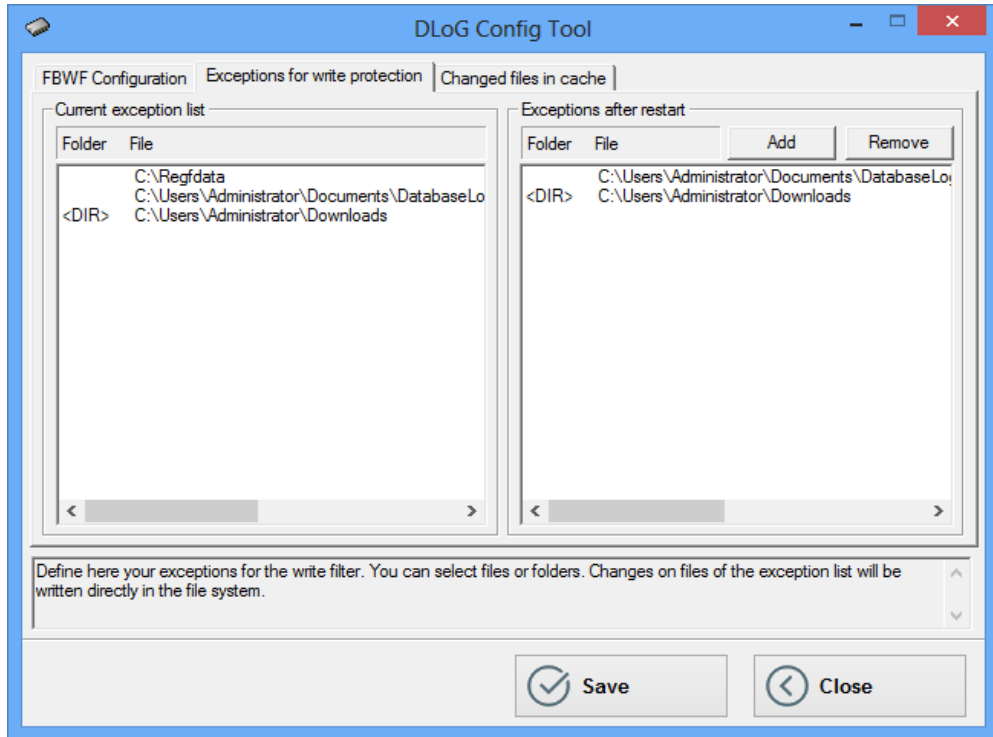 DLoG Config Tool
FBWF Configuration Exceptions for write protection Changed files in cache
Current exception list
Folder File
C:\Regfdata
C:\Users\Administrator\Documents\DatabaseLo
<DIR> C:\Users\Administrator\Downloads
Exceptions after restart
Folder File Add Remove
C:\Users\Administrator\Documents\DatabaseLog
<DIR> C:\Users\Administrator\Downloads
Define here your exceptions for the write filter. You can select files or folders. Changes on files of the exception list will be
written directly in the file system.
Save Close